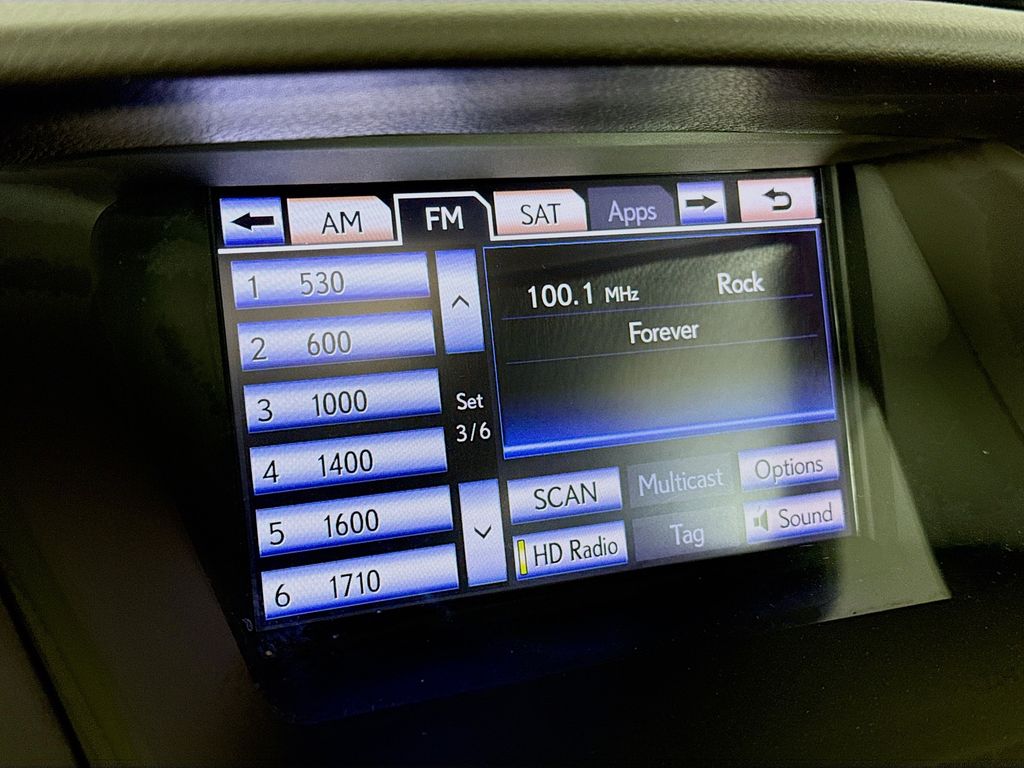 AM FM SAT Apps
1 530
2 600
3 1000
4 1400
5 1600
6 1710
Set
3/6
100.1 MHz Rock
Forever
SCAN Multicast Options
HD Radio Tag Sound